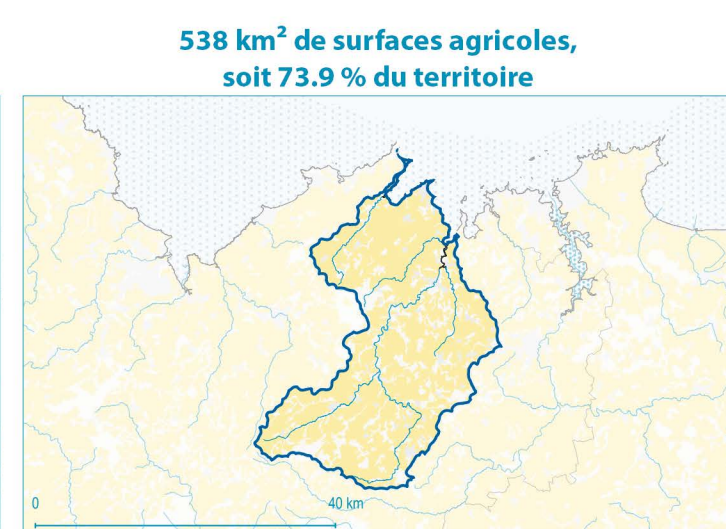 538 km² de surfaces agricoles,
soit 73.9 % du territoire
0 40 km